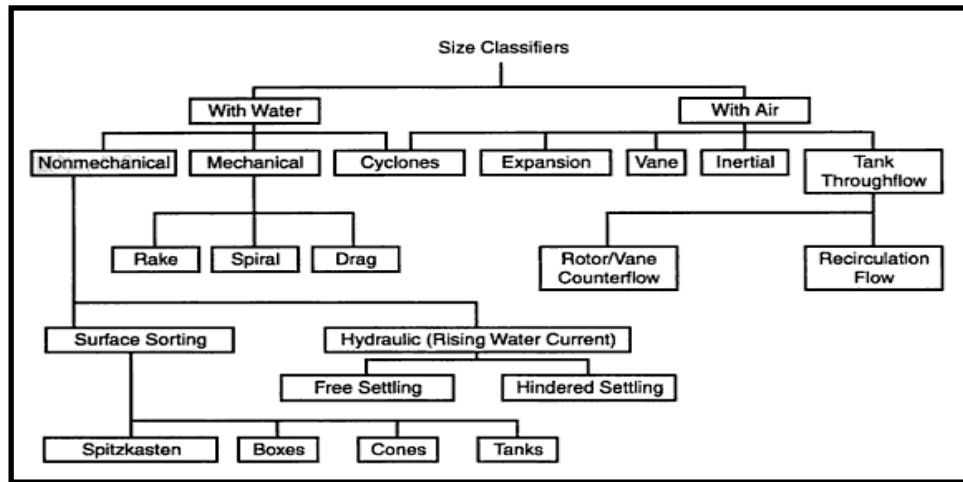 Size Classifiers
With Water
With Air
Nonmechanical
Mechanical
Cyclones
Expansion
Vane
Inertial
Tank
Throughflow
Rake
Spiral
Drag
Rotor/Vane
Counterflow
Recirculation
Flow
Surface Sorting
Hydraulic (Rising Water Current)
Free Settling
Hindered Settling
Spitzkasten
Boxes
Cones
Tanks